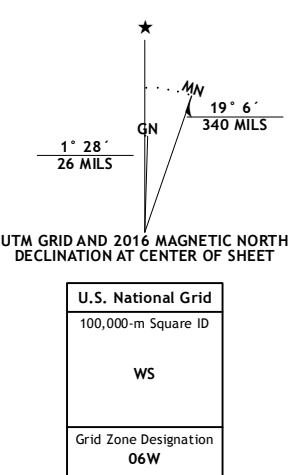 ★
MN
GN
19° 6´
340 MILS
1° 28´
26 MILS
UTM GRID AND 2016 MAGNETIC NORTH
DECLINATION AT CENTER OF SHEET
U.S. National Grid
100,000-m Square ID
WS
Grid Zone Designation
06W